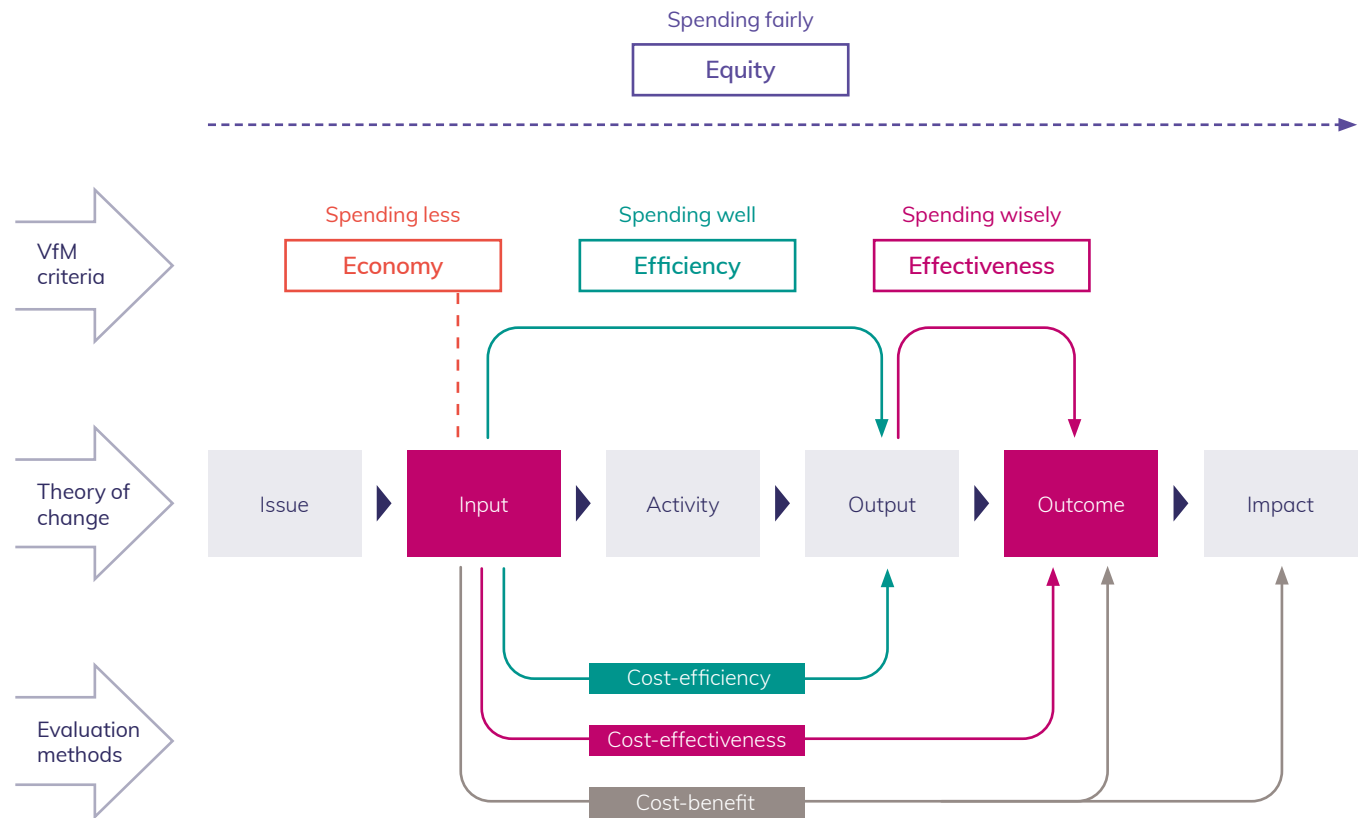 Spending fairly
Equity
VfM
criteria
Spending less
Economy
Spending well
Efficiency
Spending wisely
Effectiveness
Theory of
change
Issue
Input
Activity
Output
Outcome
Impact
Evaluation
methods
Cost-efficiency
Cost-effectiveness
Cost-benefit